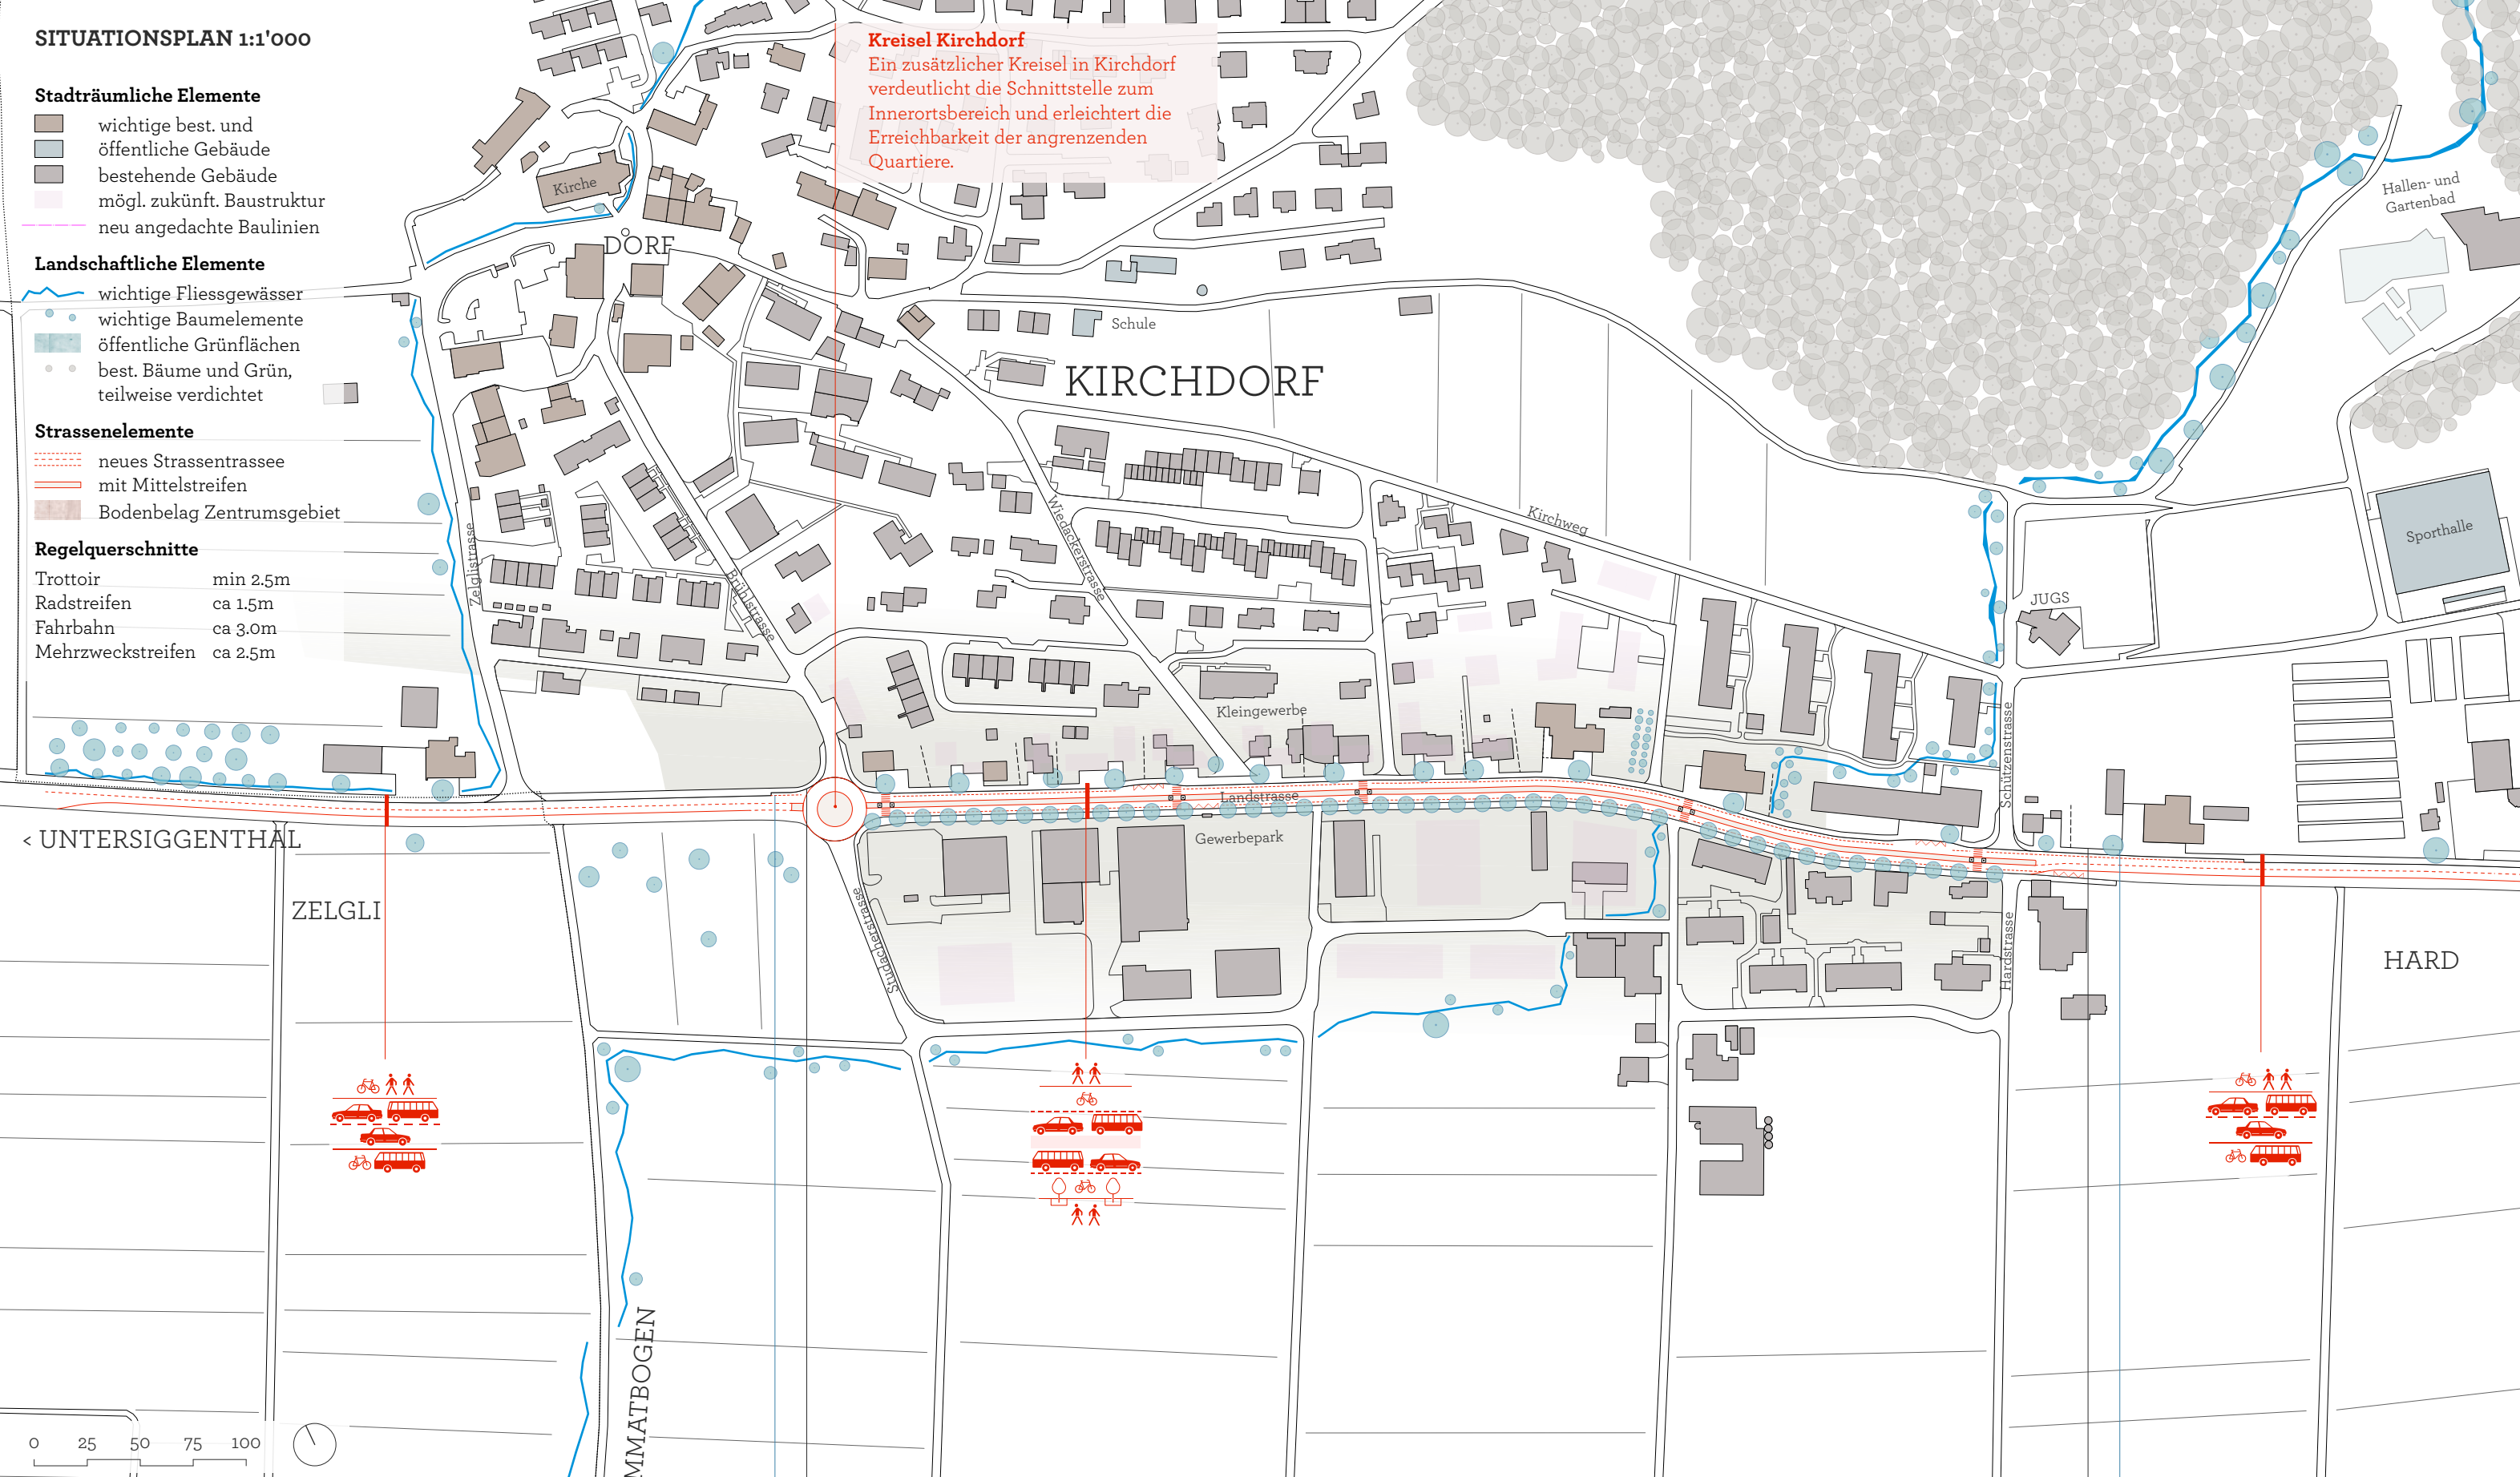 SITUATIONSPLAN 1:1'000
Stadträumliche Elemente
wichtige best. und
öffentliche Gebäude
bestehende Gebäude
mögl. zukünft. Baustruktur
neu angedachte Baulinien
Landschaftliche Elemente
wichtige Fliessgewässer
wichtige Baumelemente
öffentliche Grünflächen
best. Bäume und Grün,
teilweise verdichtet
Strassenelemente
neues Strassentrassee
mit Mittelstreifen
Bodenbelag Zentrumsgebiet
Regelquerschnitte
Trottoir min 2.5m
Radstreifen ca 1.5m
Fahrbahn ca 3.0m
Mehrzweckstreifen ca 2.5m
Kreisel Kirchdorf
Ein zusätzlicher Kreisel in Kirchdorf
verdeutlicht die Schnittstelle zum
Innerortsbereich und erleichtert die
Erreichbarkeit der angrenzenden
Quartiere.
Kirche
DORF
Hallen- und
Gartenbad
Schule
KIRCHDORF
Kirchweg
Sporthalle
Zelglistrasse
Brühlstrasse
Wiedackerstrasse
JUGS
Kleingewerbe
Schützenstrasse
Landstrasse
Gewerbepark
< UNTERSIGGENTHAL
ZELGLI
Studacherstrasse
Hardstrasse
HARD
MMATBOGEN
0 25 50 75 100